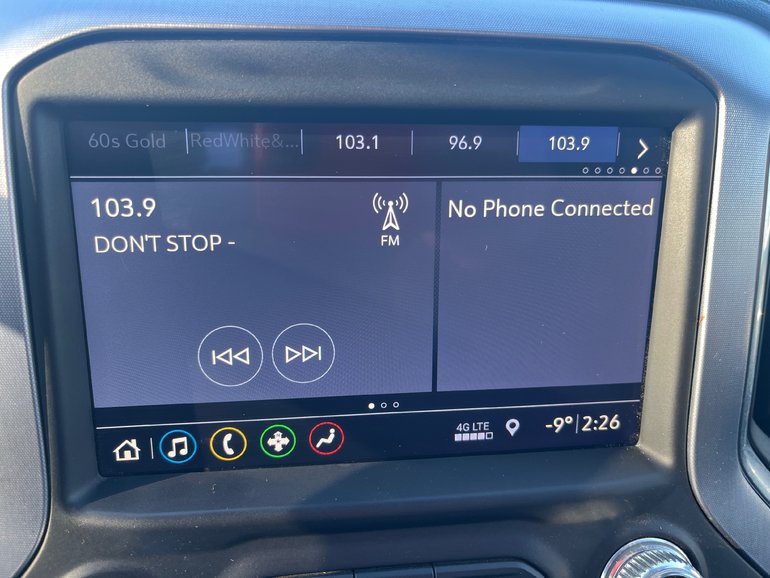 60s Gold RedWhite&... 103.1 96.9 103.9
103.9
FM
DON'T STOP -
No Phone Connected
4G LTE
-9° 2:26